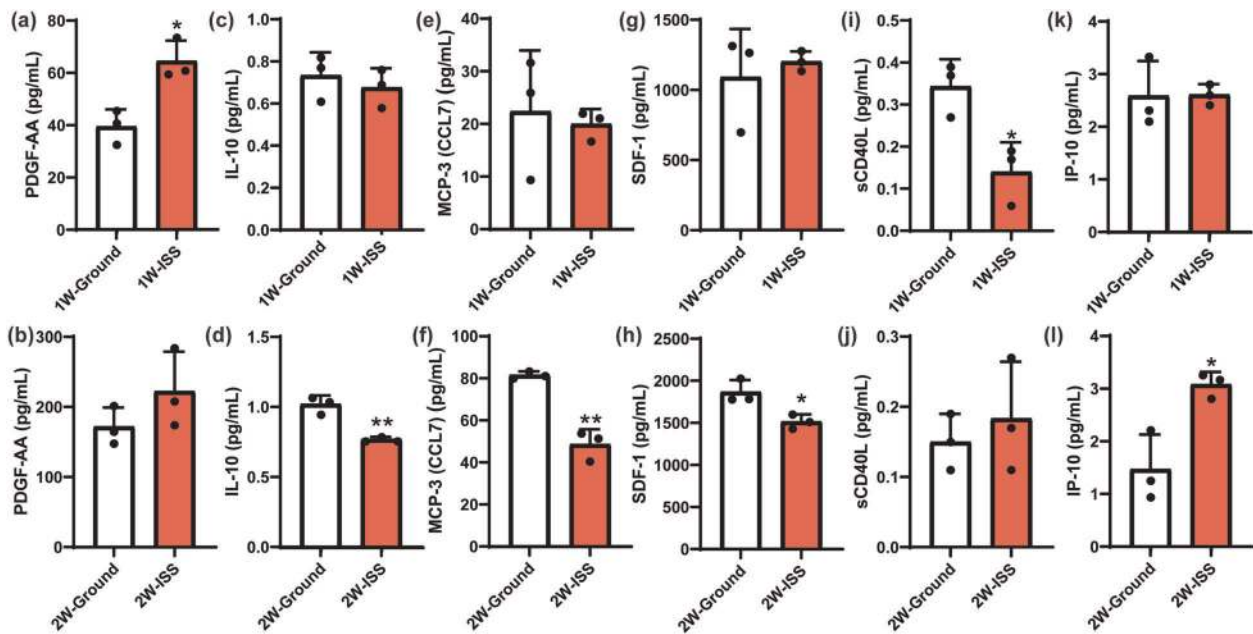 (a)
PDGF-AA (pg/mL)
80
60
40
20
0
*
1W-Ground
1W-ISS
(c)
IL-10 (pg/mL)
1.0
0.8
0.6
0.4
0.2
0.0
1W-Ground
1W-ISS
(e)
MCP-3 (CCL7) (pg/mL)
40
30
20
10
0
1W-Ground
1W-ISS
(g)
SDF-1 (pg/mL)
1500
1000
500
0
1W-Ground
1W-ISS
(i)
sCD40L (pg/mL)
0.5
0.4
0.3
0.2
0.1
0.0
*
1W-Ground
1W-ISS
(k)
IP-10 (pg/mL)
4
3
2
1
0
1W-Ground
1W-ISS
(b)
PDGF-AA (pg/mL)
300
200
100
0
2W-Ground
2W-ISS
(d)
IL-10 (pg/mL)
1.5
1.0
0.5
0.0
**
2W-Ground
2W-ISS
(f)
MCP-3 (CCL7) (pg/mL)
100
80
60
40
20
0
**
2W-Ground
2W-ISS
(h)
SDF-1 (pg/mL)
2500
2000
1500
1000
500
0
*
2W-Ground
2W-ISS
(j)
sCD40L (pg/mL)
0.3
0.2
0.1
0.0
2W-Ground
2W-ISS
(l)
IP-10 (pg/mL)
4
3
2
1
0
*
2W-Ground
2W-ISS